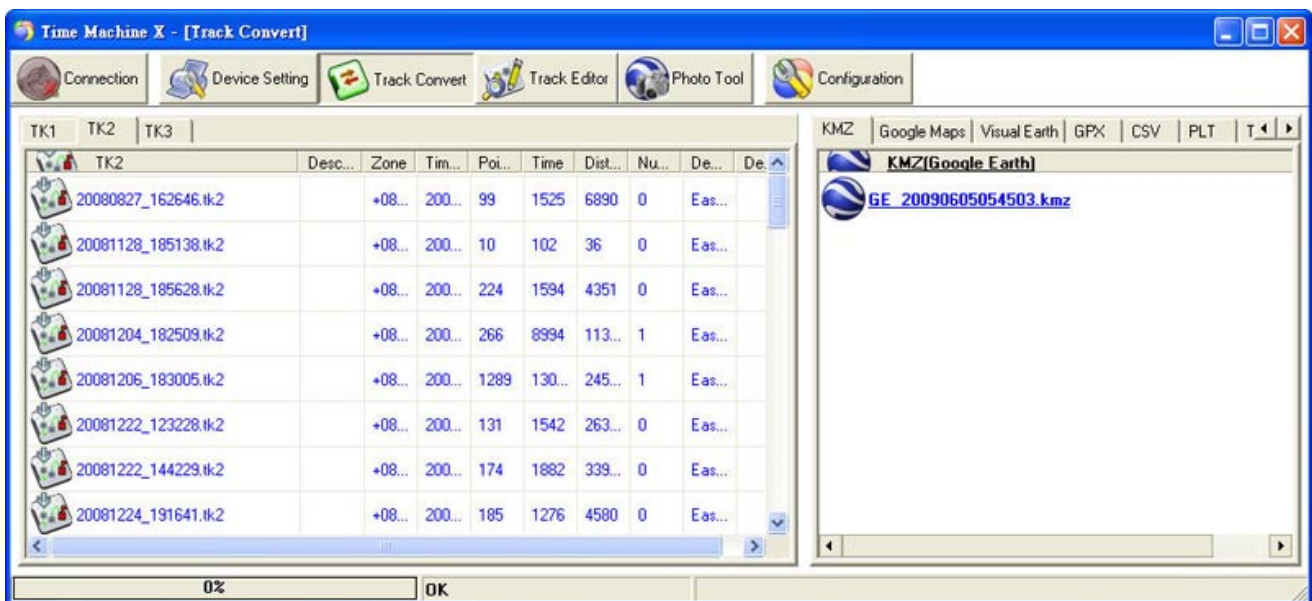 Time Machine X - [Track Convert]
Connection Device Setting Track Convert Track Editor Photo Tool Configuration
TK1 TK2 TK3
TK2 Desc... Zone Tim... Poi... Time Dist... Nu... De... De.
20080827_162646.tk2 +08... 200... 99 1525 6890 0 Eas...
20081128_185138.tk2 +08... 200... 10 102 36 0 Eas...
20081128_185628.tk2 +08... 200... 224 1594 4351 0 Eas...
20081204_182509.tk2 +08... 200... 266 8994 113... 1 Eas...
20081206_183005.tk2 +08... 200... 1289 130... 245... 1 Eas...
20081222_123228.tk2 +08... 200... 131 1542 263... 0 Eas...
20081222_144229.tk2 +08... 200... 174 1882 339... 0 Eas...
20081224_191641.tk2 +08... 200... 185 1276 4580 0 Eas...
KMZ Google Maps Visual Earth GPX CSV PLT T
KMZ(Google Earth)
GE_20090605054503.kmz
0% OK